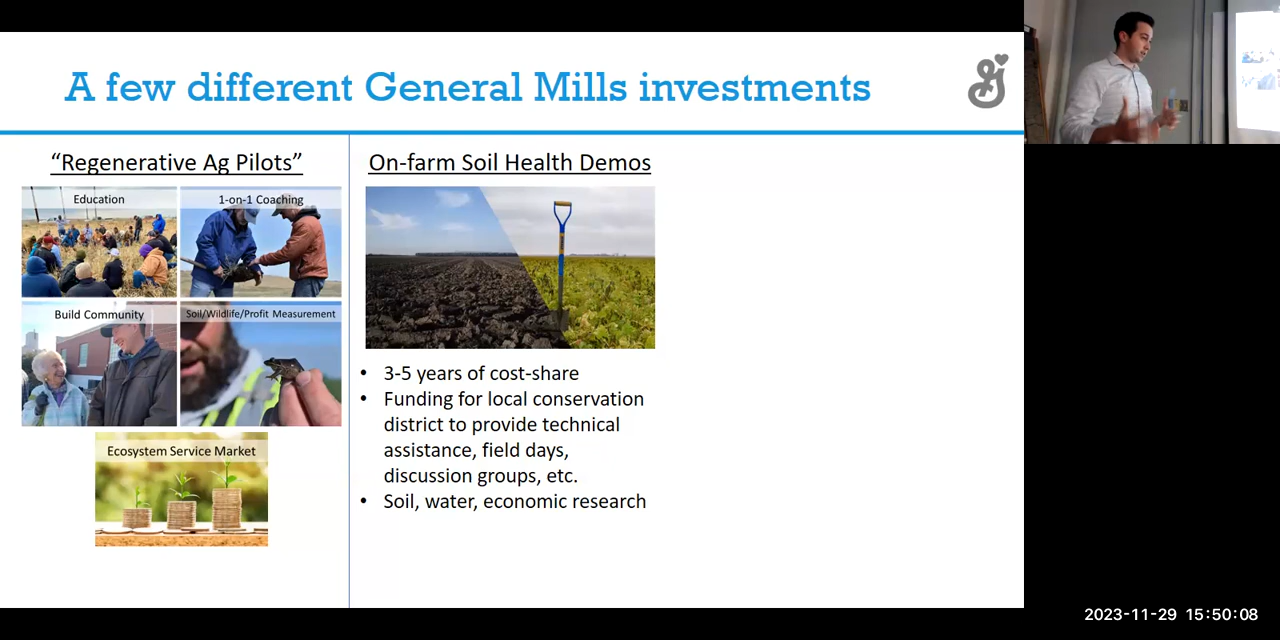 A few different General Mills investments
“Regenerative Ag Pilots”
Education
1-on-1 Coaching
Build Community
Soil/Wildlife/Profit Measurement
Ecosystem Service Market
On-farm Soil Health Demos
• 3-5 years of cost-share
• Funding for local conservation
district to provide technical
assistance, field days,
discussion groups, etc.
• Soil, water, economic research
2023-11-29 15:50:08